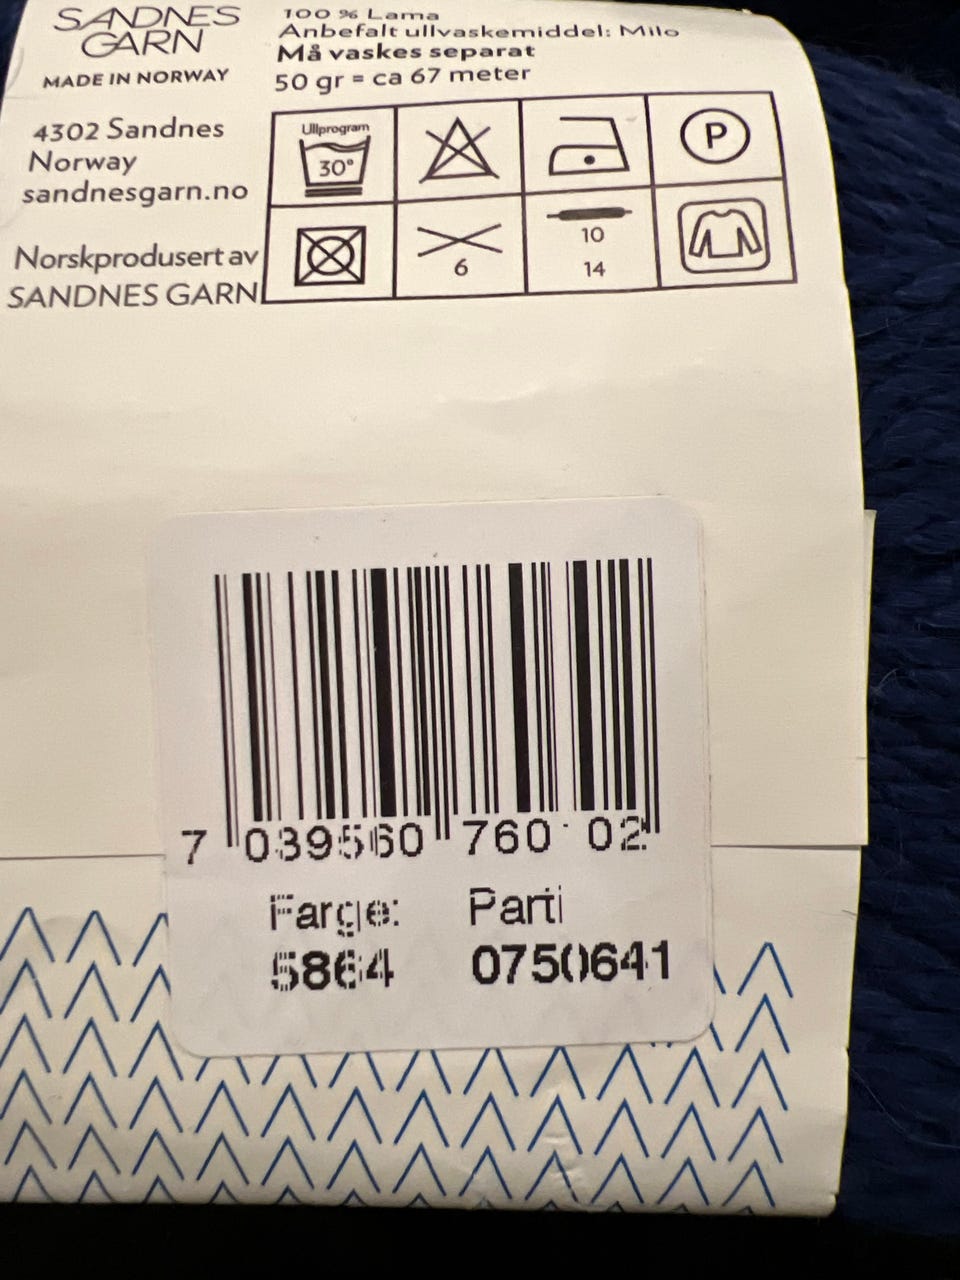 SANDNES
GARN
MADE IN NORWAY
4302 Sandnes
Norway
sandnesgarn.no
Norskprodusert av
SANDNES GARN
100 % Lama
Anbefalt ullvaskemiddel: Milo
Må vaskes separat
50 gr = ca 67 meter
Ullprogram
30°
P
6
10
14
7 039560 760 02
Farge: Parti
5864 0750641